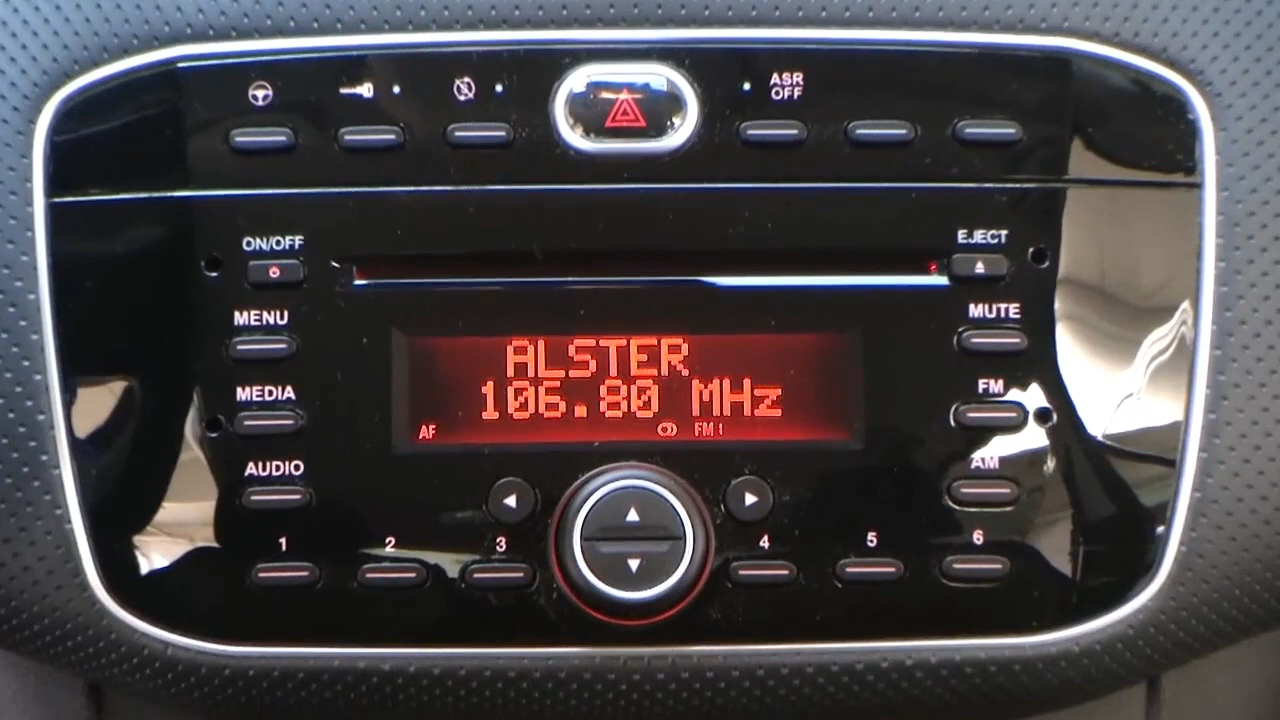 ASR
OFF
ON/OFF
EJECT
MENU
MUTE
ALSTER
106.80 MHz
MEDIA
FM
AF
FM1
AUDIO
AM
1
2
3
4
5
6